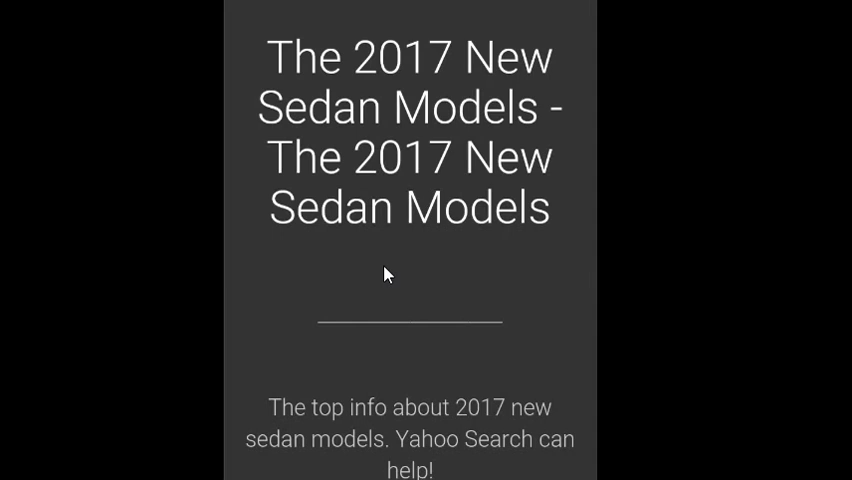 The 2017 New
Sedan Models -
The 2017 New
Sedan Models
The top info about 2017 new
sedan models. Yahoo Search can
help!